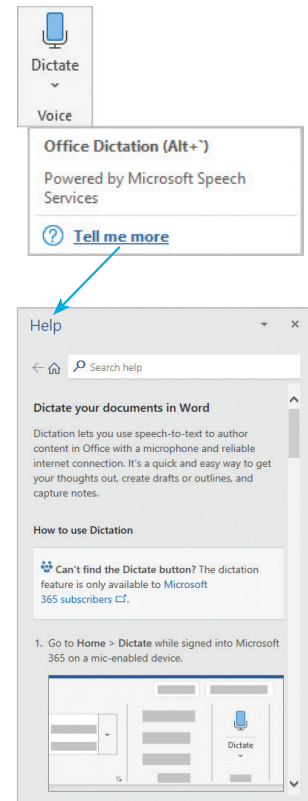 Dictate
Voice
Office Dictation (Alt+`)
Powered by Microsoft Speech
Services
Tell me more
Help
Search help
Dictate your documents in Word
Dictation lets you use speech-to-text to author
content in Office with a microphone and reliable
internet connection. It's a quick and easy way to get
your thoughts out, create drafts or outlines, and
capture notes.
How to use Dictation
Can't find the Dictate button? The dictation
feature is only available to Microsoft
365 subscribers.
1. Go to Home > Dictate while signed into Microsoft
365 on a mic-enabled device.
Dictate